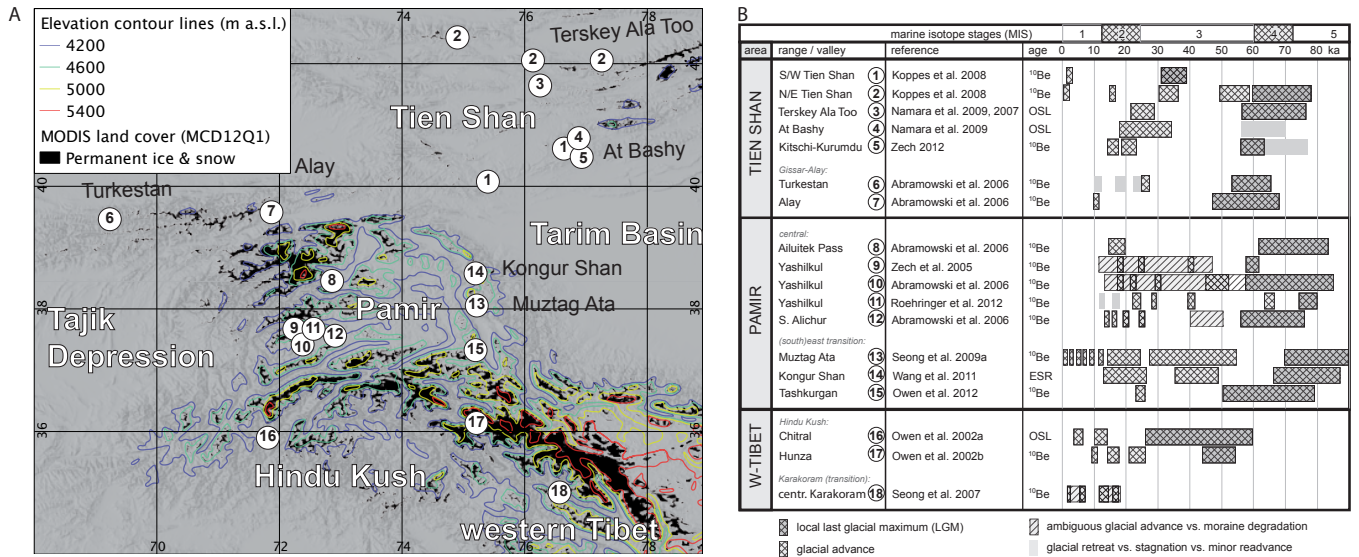 A
Elevation contour lines (m a.s.l.)
4200
4600
5000
5400
MODIS land cover (MCD12Q1)
Permanent ice & snow
74
76
78
Terskey Ala Too
2
2
2
3
Tien Shan
4
1
5
At Bashy
40
Alay
1
40
Turkestan
6
7
Tarim Basin
Kongur Shan
14
8
38
Pamir
13
Muztag Ata
38
Tajik
Depression
9
11
12
10
15
36
16
17
36
Hindu Kush
18
western Tibet
70
72
74
76
78
B
marine isotope stages (MIS) 1 2 3 4 5
area range / valley reference age 0 10 20 30 40 50 60 70 80 ka
TIEN SHAN
S/W Tien Shan 1 Koppes et al. 2008 10Be
N/E Tien Shan 2 Koppes et al. 2008 10Be
Terskey Ala Too 3 Namara et al. 2009, 2007 OSL
At Bashy 4 Namara et al. 2009 OSL
Kitschi-Kurumdu 5 Zech 2012 10Be
Gissar-Alay:
Turkestan 6 Abramowski et al. 2006 10Be
Alay 7 Abramowski et al. 2006 10Be
PAMIR
central:
Ailuitek Pass 8 Abramowski et al. 2006 10Be
Yashilkul 9 Zech et al. 2005 10Be
Yashilkul 10 Abramowski et al. 2006 10Be
Yashilkul 11 Roehringer et al. 2012 10Be
S. Alichur 12 Abramowski et al. 2006 10Be
(south)east transition:
Muztag Ata 13 Seong et al. 2009a 10Be
Kongur Shan 14 Wang et al. 2011 ESR
Tashkurgan 15 Owen et al. 2012 10Be
W-TIBET
Hindu Kush:
Chitral 16 Owen et al. 2002a OSL
Hunza 17 Owen et al. 2002b 10Be
Karakoram (transition):
centr. Karakoram 18 Seong et al. 2007 10Be
local last glacial maximum (LGM)
ambiguous glacial advance vs. moraine degradation
glacial advance
glacial retreat vs. stagnation vs. minor readvance